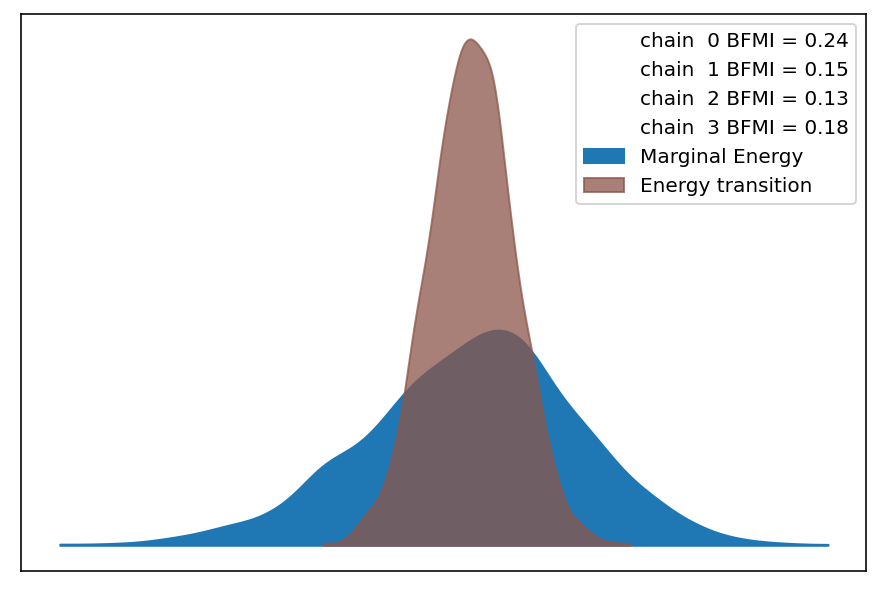 chain  0 BFMI = 0.24
chain  1 BFMI = 0.15
chain  2 BFMI = 0.13
chain  3 BFMI = 0.18
Marginal Energy
Energy transition